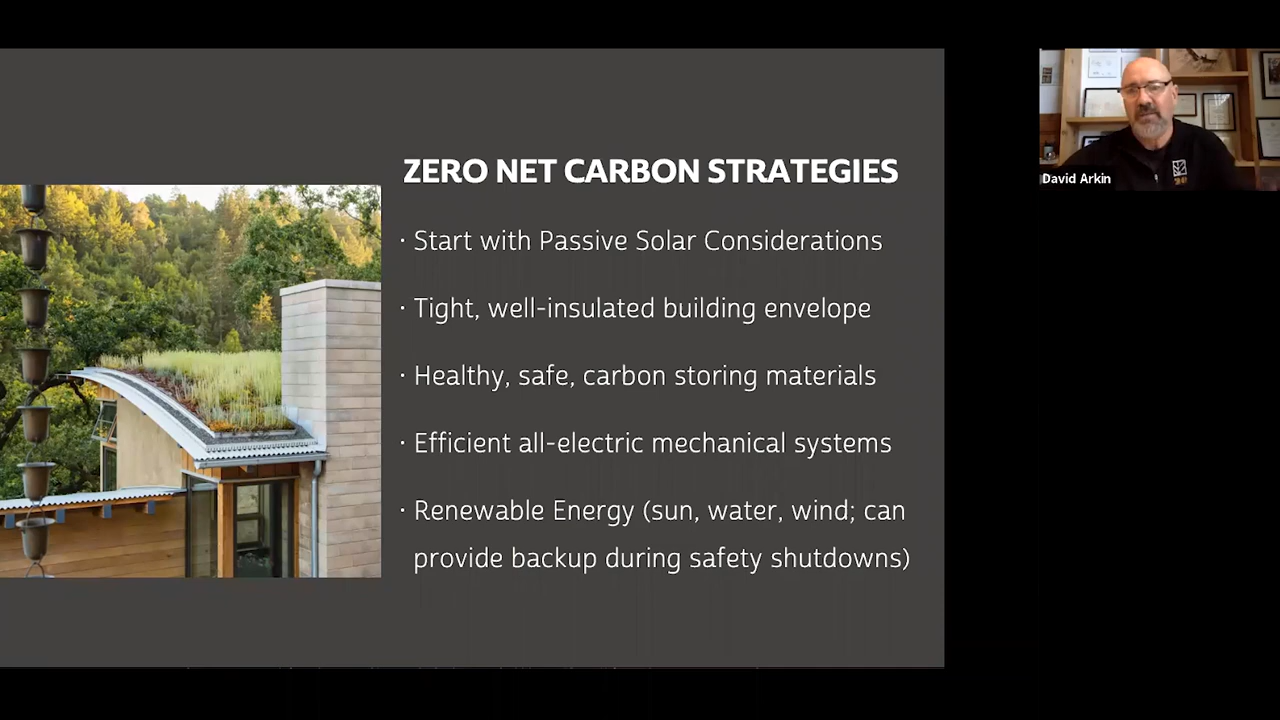 ZERO NET CARBON STRATEGIES
· Start with Passive Solar Considerations
· Tight, well-insulated building envelope
· Healthy, safe, carbon storing materials
· Efficient all-electric mechanical systems
· Renewable Energy (sun, water, wind; can
provide backup during safety shutdowns)
David Arkin